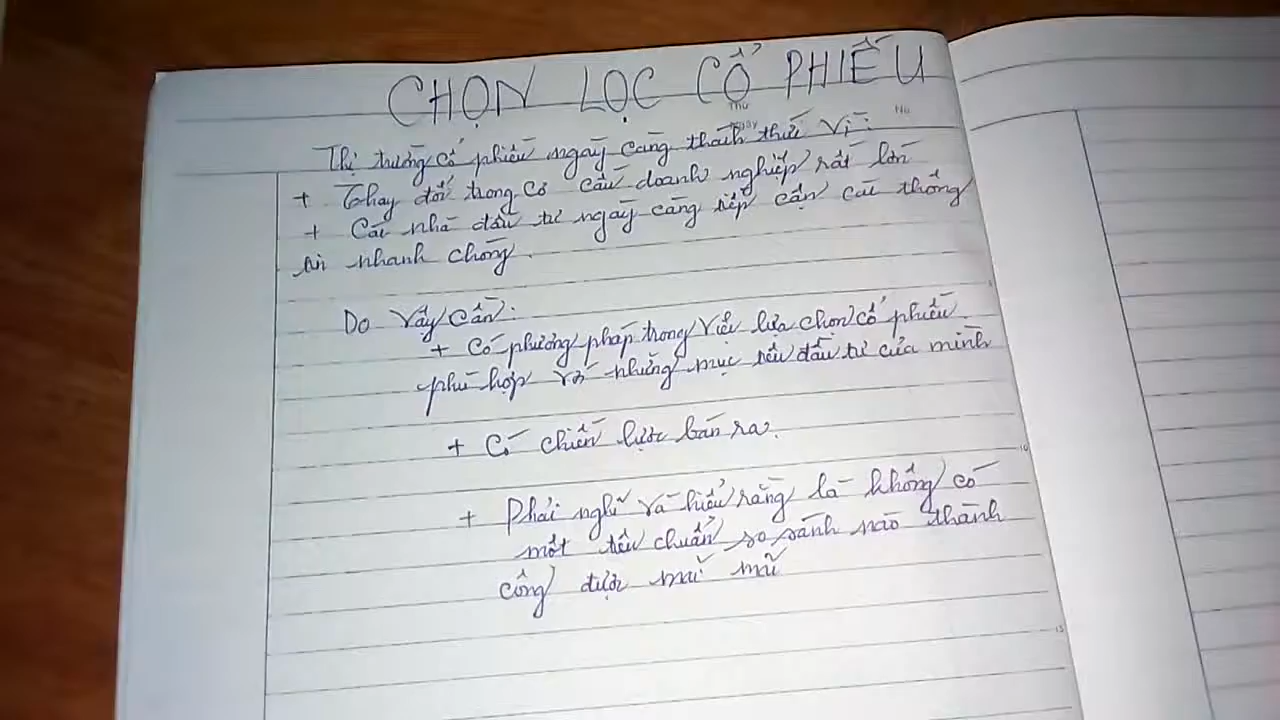 CHỌN LỌC CỔ PHIẾU
Thứ
Ngày
Thị trường cổ phiếu ngày càng thách thức Vì:
+ Thay đổi trong Cơ cấu doanh nghiệp rất lớn
+ Các nhà đầu tư ngày càng tiếp cận các thông
tin nhanh chóng.
Do Vậy Cần:
+ Có phương pháp trong Việc lựa chọn cổ phiếu
phù hợp với những mục tiêu đầu tư của mình
+ Có chiến lược bán ra.
+ Phải nghĩ và hiểu rằng là không có
một tiêu chuẩn so sánh nào thành
công được mãi mãi
10
15